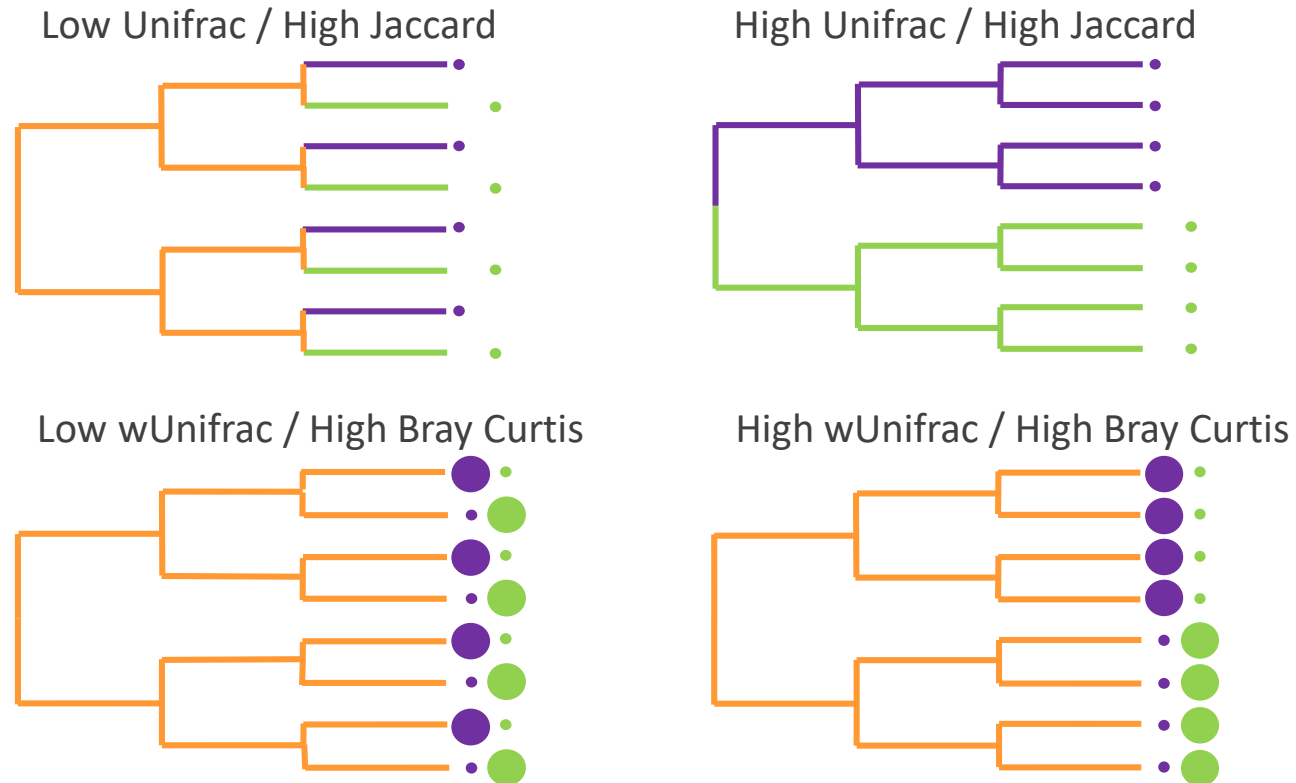 Low Unifrac / High Jaccard
High Unifrac / High Jaccard
Low wUnifrac / High Bray Curtis
High wUnifrac / High Bray Curtis